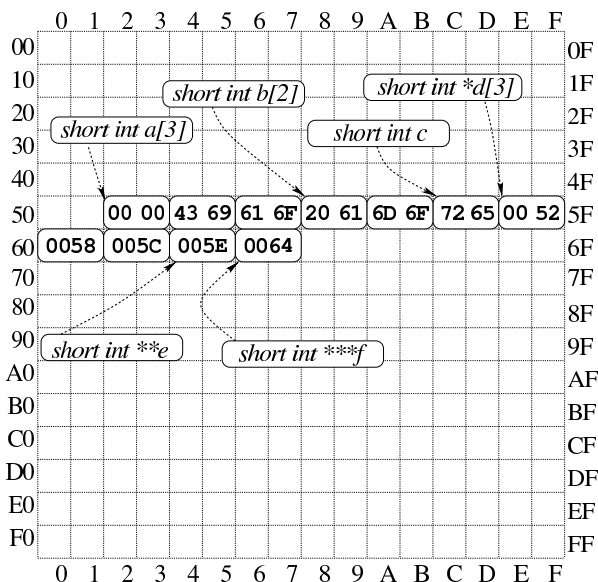 0 1 2 3 4 5 6 7 8 9 A B C D E F
00 0F
short int b[2] short int *d[3]
10 1F
20 2F
short int a[3] short int c
30 3F
40 4F
50 00 00 43 69 61 6F 20 61 6D 6F 72 65 00 52 5F
60 0058 005C 005E 0064 6F
70 7F
80 8F
90 9F
short int **e short int ***f
A0 AF
B0 BF
C0 CF
D0 DF
E0 EF
F0 FF
0 1 2 3 4 5 6 7 8 9 A B C D E F